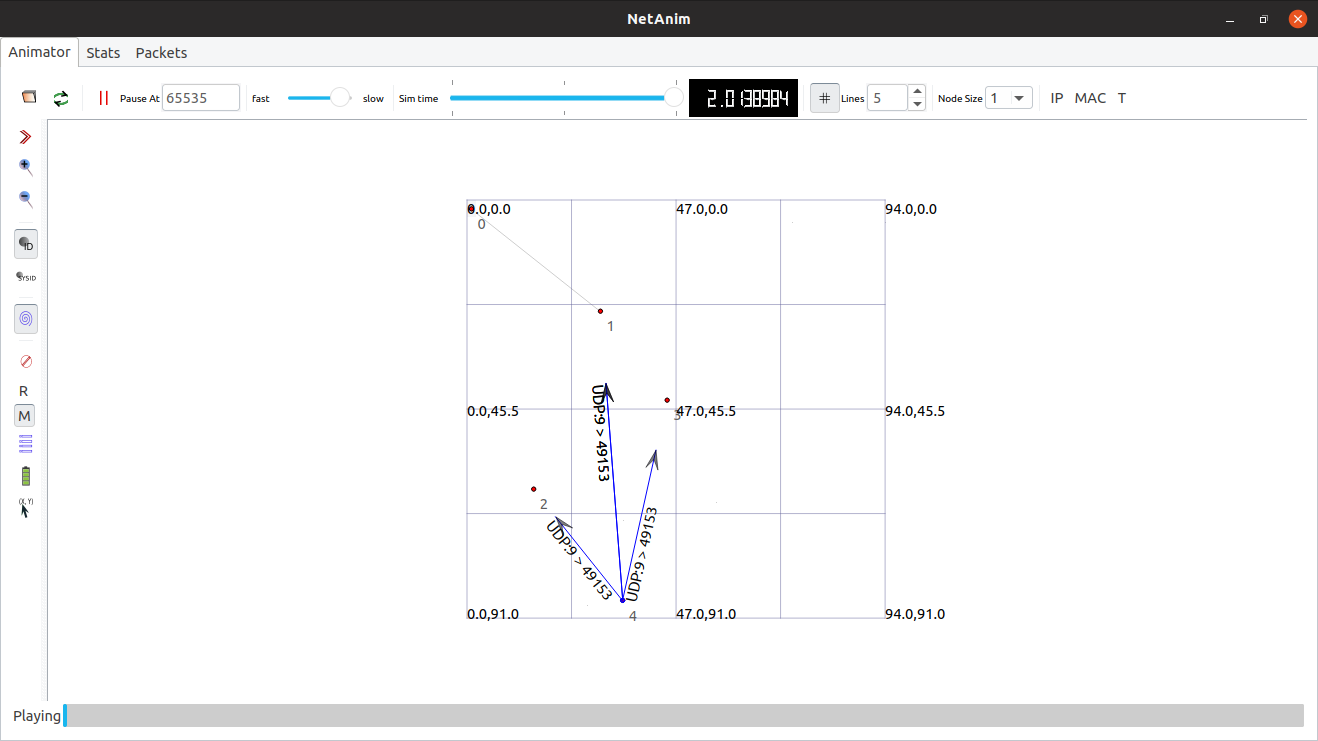 NetAnim
Animator Stats Packets
Pause At 65535 fast slow Sim time 2.0138984 # Lines 5 Node Size 1 IP MAC T
ID
SYSID
R
M
(X, Y)
0.0,0.0 47.0,0.0 94.0,0.0
0
1
UDP:9 > 49153
0.0,45.5 3 47.0,45.5 94.0,45.5
2
UDP:9 > 49153
UDP:9 > 49153
0.0,91.0 4 47.0,91.0 94.0,91.0
Playing